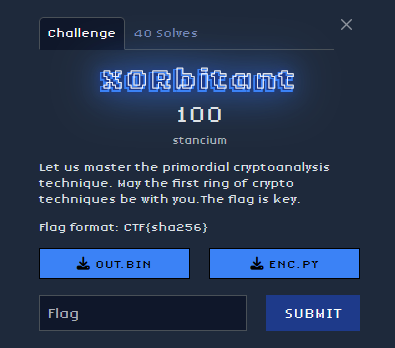 Challenge
40 Solves
XORbitant
100
stancium
Let us master the primordial cryptoanalysis
technique. May the first ring of crypto
techniques be with you.The flag is key.
Flag format: CTF{sha256}
OUT.BIN
ENC.PY
Flag
SUBMIT